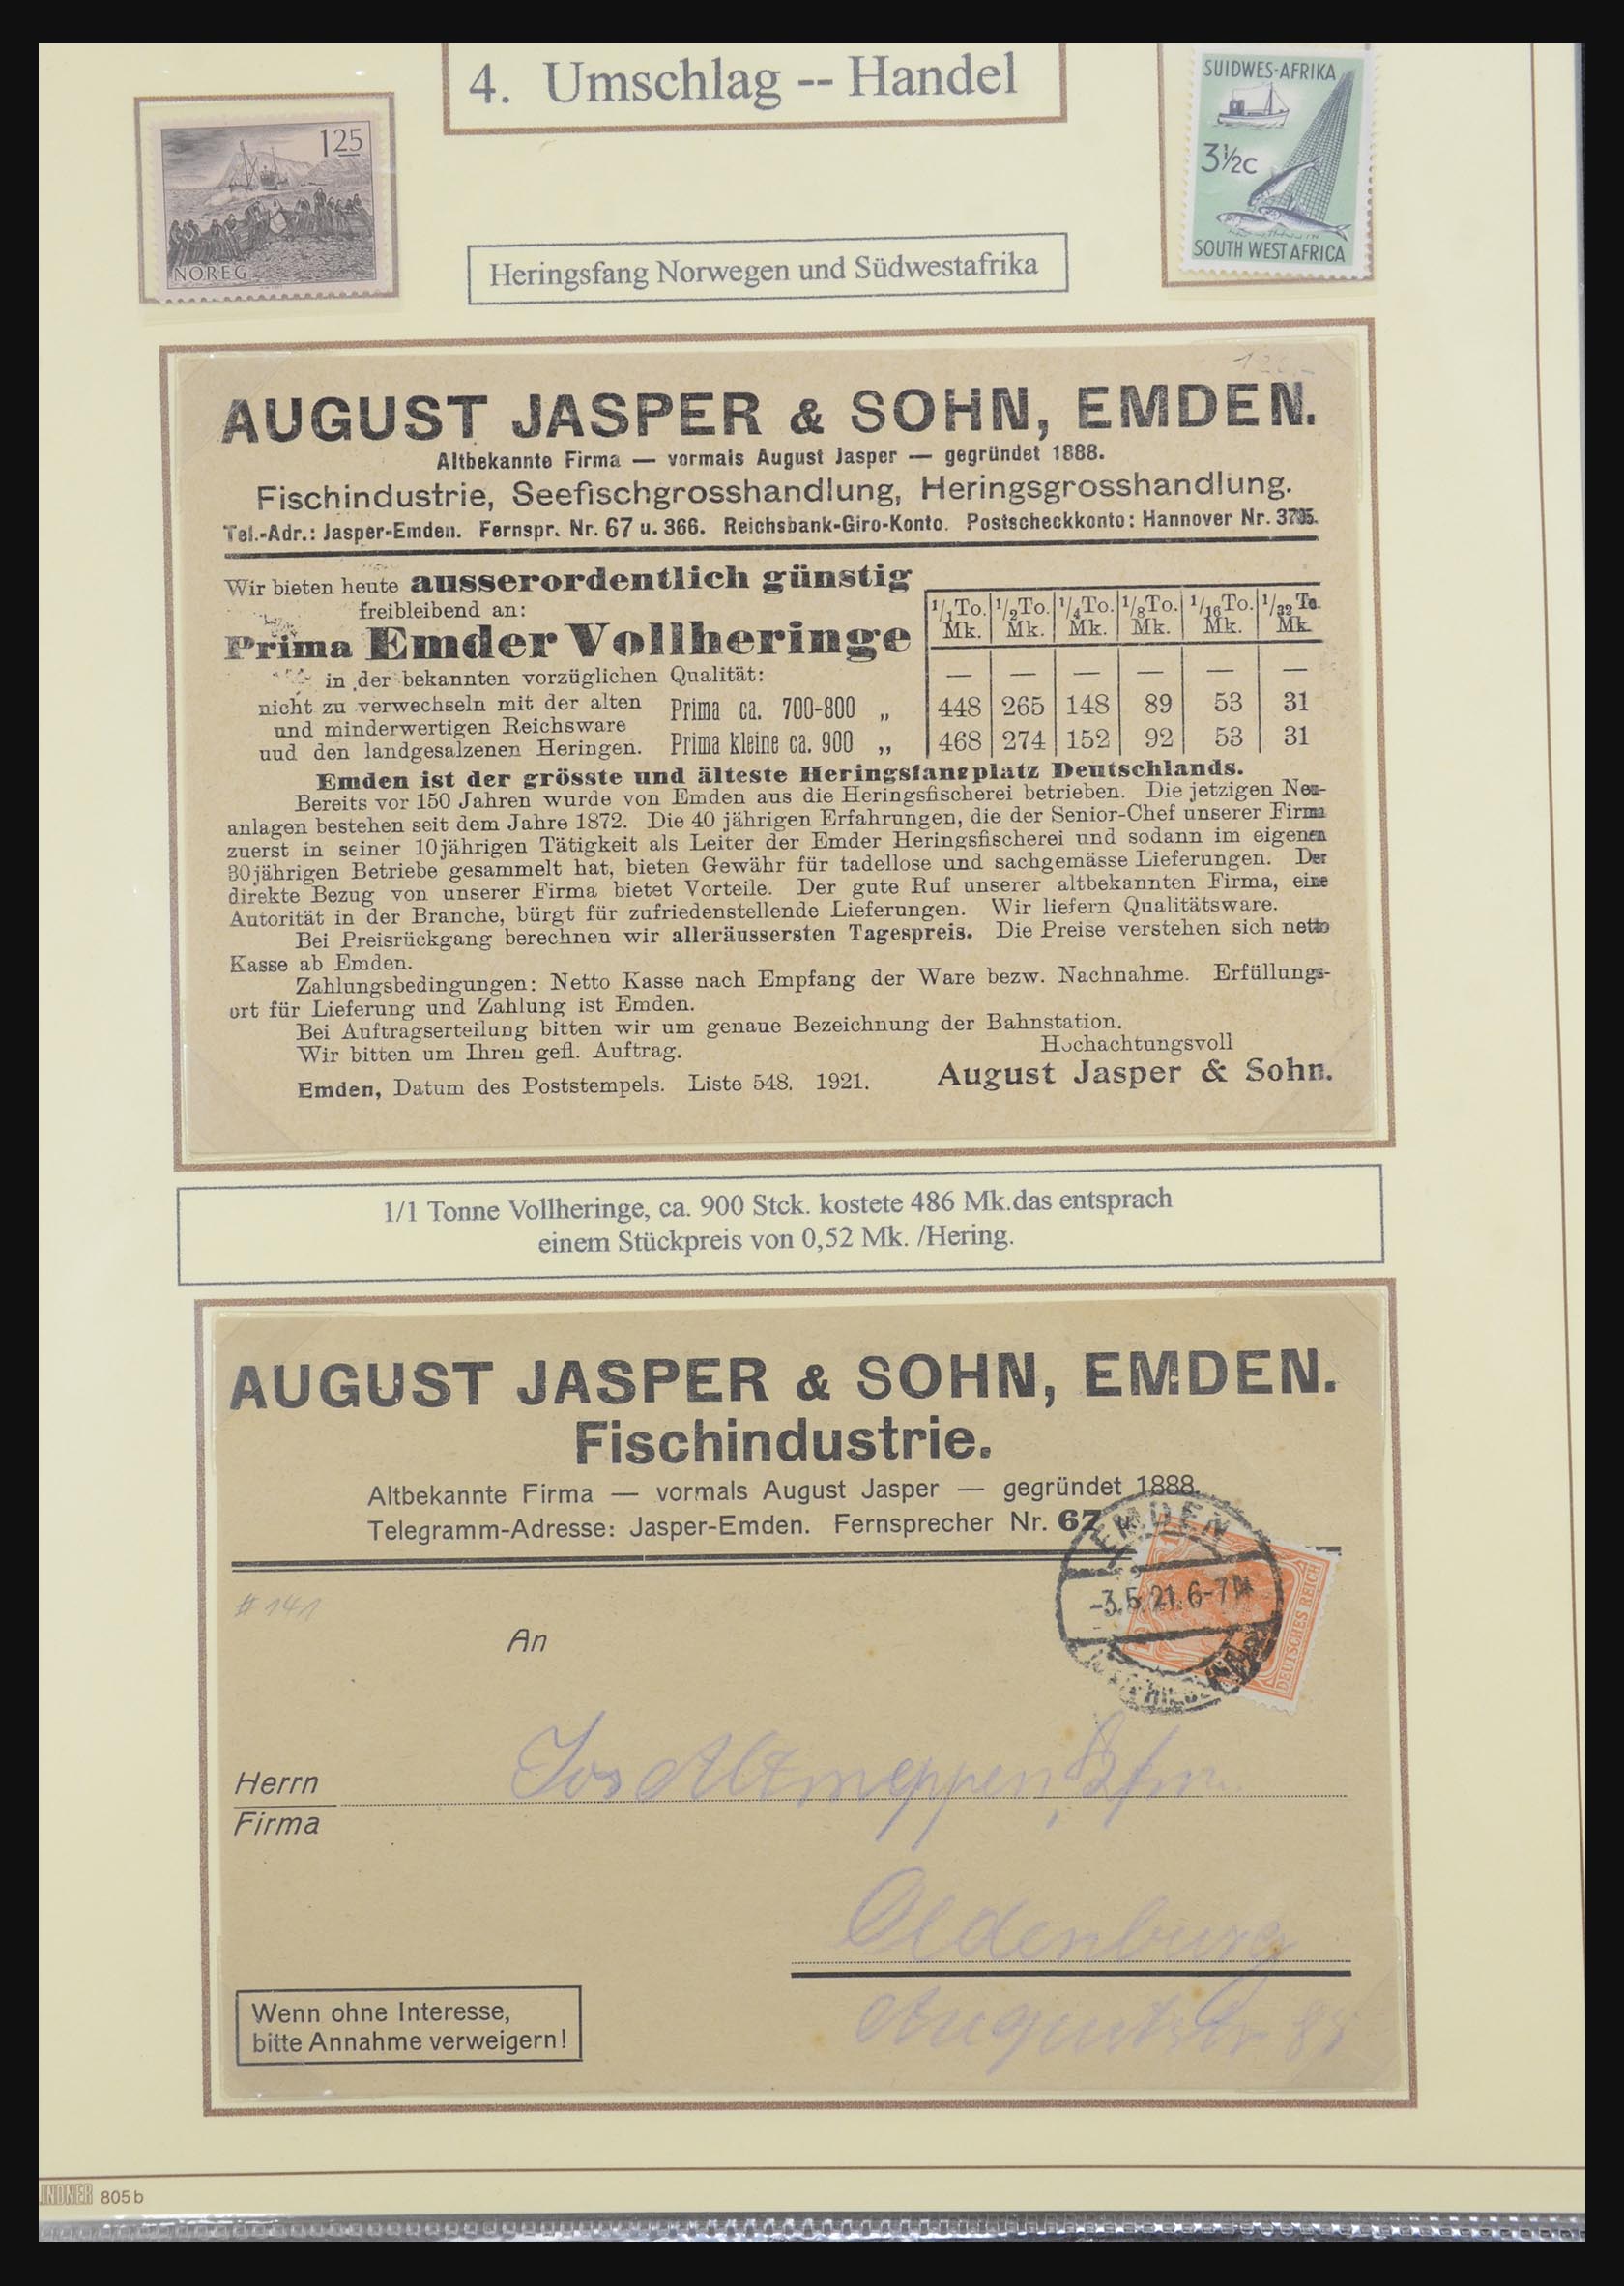 4. Umschlag -- Handel
1 25
NOREG
SUIDWES-AFRIKA
3½c
SOUTH WEST AFRICA
Heringsfang Norwegen und Südwestafrika
AUGUST JASPER & SOHN, EMDEN.
Altbekannte Firma — vormals August Jasper — gegründet 1888.
Fischindustrie, Seefischgrosshandlung, Heringsgrosshandlung.
Tel.-Adr.: Jasper-Emden. Fernspr. Nr. 67 u. 366. Reichsbank-Giro-Konto. Postscheckkonto: Hannover Nr.
Wir bieten heute ausserordentlich günstig
freibleibend an:
Prima Emder Vollheringe
in der bekannten vorzüglichen Qualität:
nicht zu verwechseln mit der alten
und minderwertigen Reichsware
uud den landgesalzenen Heringen.
1/1 To. 1/2 To. 1/4 To. 1/8 To. 1/16 To. 1/32 To.
Mk. Mk. Mk. Mk. Mk. Mk.
— — — — — —
Prima ca. 700-800 „ 448 265 148 89 53 31
Prima kleine ca. 900 „ 468 274 152 92 53 31
Emden ist der grösste und älteste Heringsfangplatz Deutschlands.
Bereits vor 150 Jahren wurde von Emden aus die Heringsfischerei betrieben. Die jetzigen Neu-
anlagen bestehen seit dem Jahre 1872. Die 40 jährigen Erfahrungen, die der Senior-Chef unserer Firma
zuerst in seiner 10jährigen Tätigkeit als Leiter der Emder Heringsfischerei und sodann im eigenen
30jährigen Betriebe gesammelt hat, bieten Gewähr für tadellose und sachgemässe Lieferungen. Der
direkte Bezug von unserer Firma bietet Vorteile. Der gute Ruf unserer altbekannten Firma, eine
Autorität in der Branche, bürgt für zufriedenstellende Lieferungen. Wir liefern Qualitätsware.
Bei Preisrückgang berechnen wir alleräussersten Tagespreis. Die Preise verstehen sich netto
Kasse ab Emden.
Zahlungsbedingungen: Netto Kasse nach Empfang der Ware bezw. Nachnahme. Erfüllungs-
ort für Lieferung und Zahlung ist Emden.
Bei Auftragserteilung bitten wir um genaue Bezeichnung der Bahnstation.
Wir bitten um Ihren gefl. Auftrag.
Hochachtungsvoll
Emden, Datum des Poststempels. Liste 548. 1921.
August Jasper & Sohn.
1/1 Tonne Vollheringe, ca. 900 Stck. kostete 486 Mk.das entsprach
einem Stückpreis von 0,52 Mk. /Hering.
AUGUST JASPER & SOHN, EMDEN.
Fischindustrie.
Altbekannte Firma — vormals August Jasper — gegründet 1888.
Telegramm-Adresse: Jasper-Emden. Fernsprecher Nr. 67 u.
EMDEN
-3.5.21.6-7N
DEUTSCHES REICH
# 141
An
Herrn
Jos Altmeppen
Firma
Oldenburg
Auguststr 84
Wenn ohne Interesse,
bitte Annahme verweigern!
LINDNER 805 b